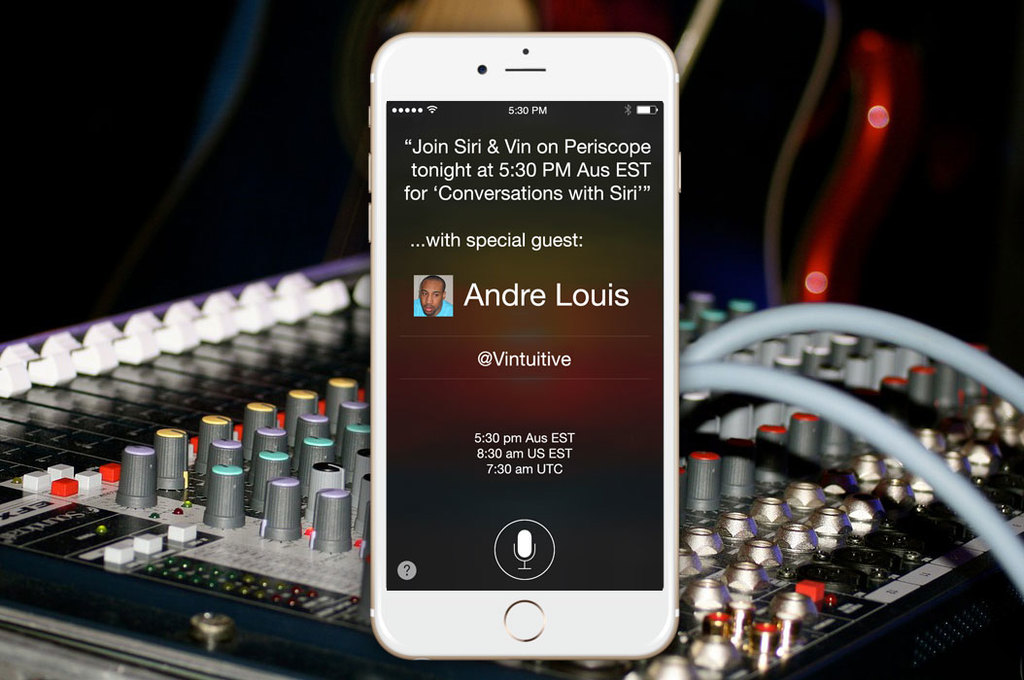 5:30 PM
“Join Siri & Vin on Periscope
tonight at 5:30 PM Aus EST
for ‘Conversations with Siri’”
...with special guest:
Andre Louis
@Vintuitive
5:30 pm Aus EST
8:30 am US EST
7:30 am UTC
?